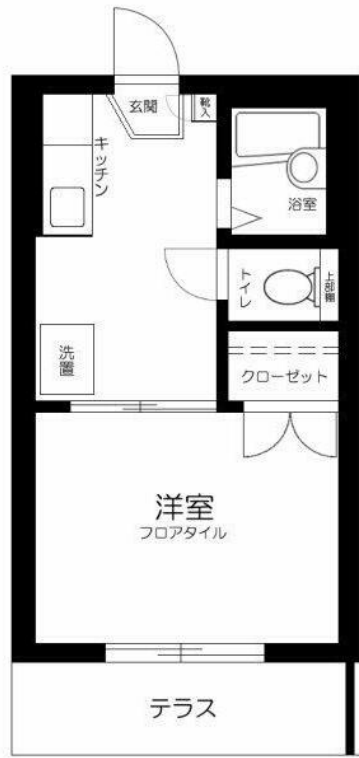 玄関
靴入
キッチン
浴室
トイレ
上部棚
洗置
クローゼット
洋室
フロアタイル
テラス